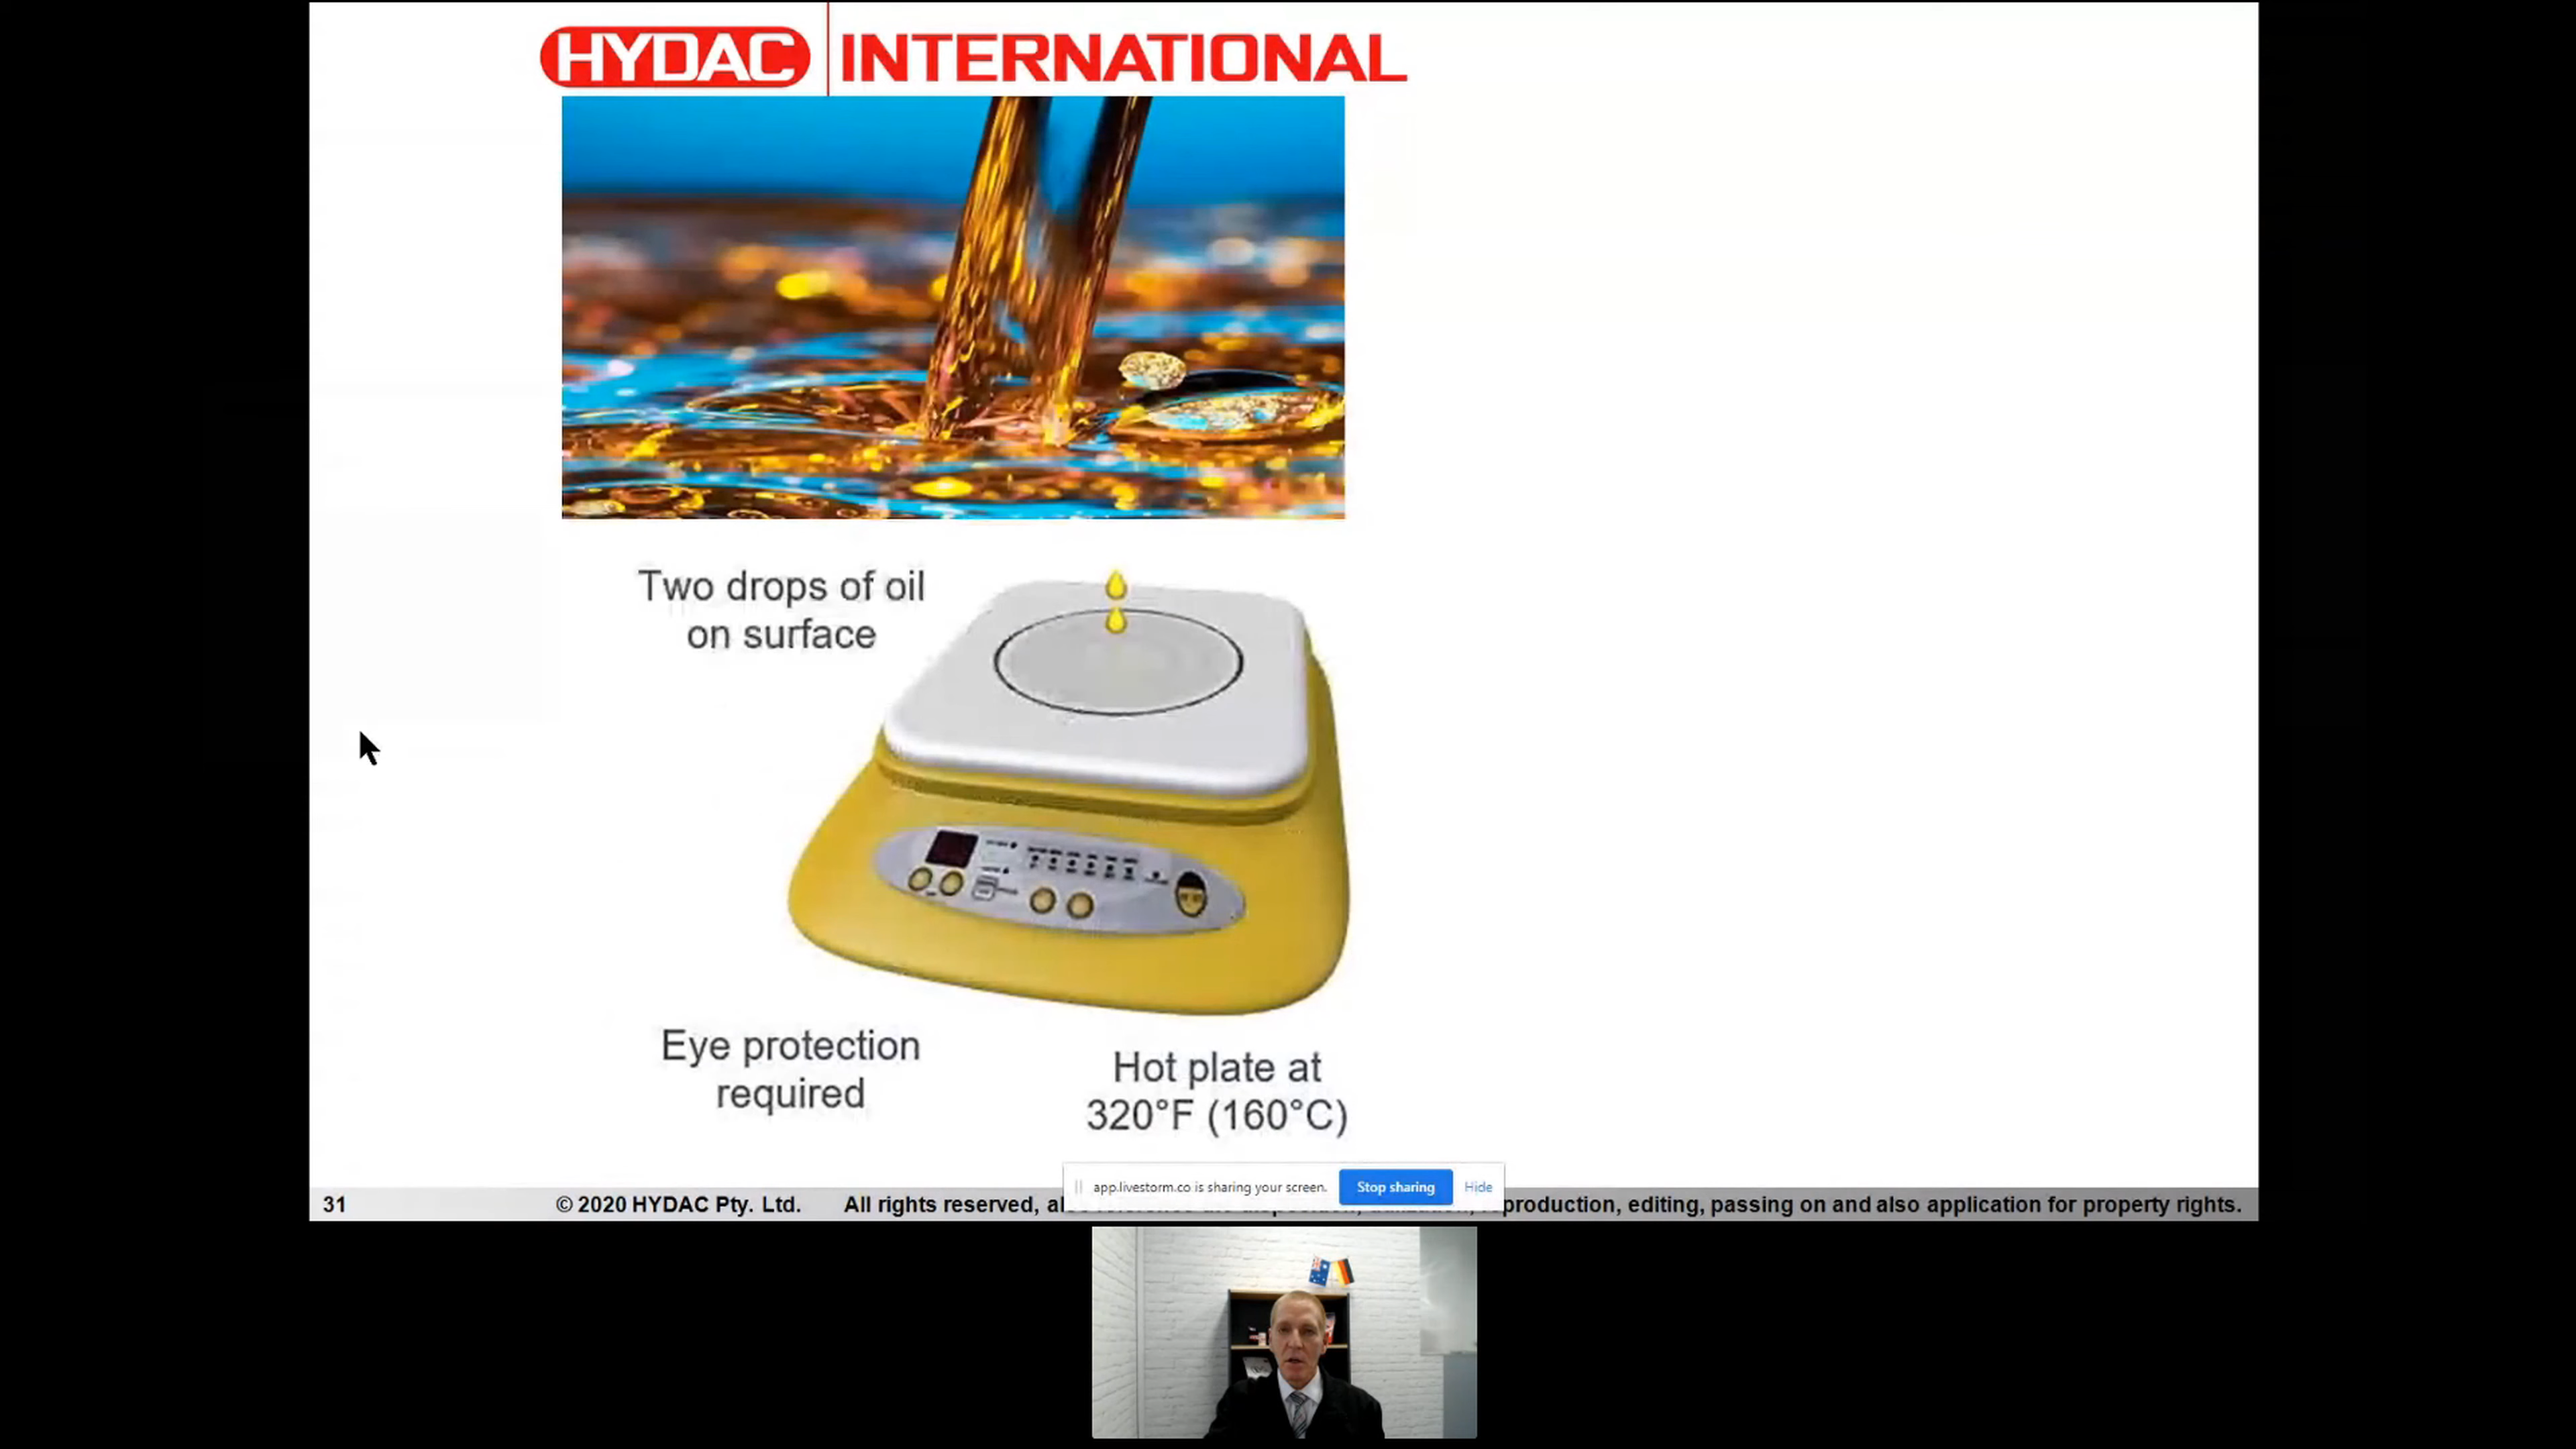 HYDAC INTERNATIONAL
Two drops of oil
on surface
Eye protection
required
Hot plate at
320°F (160°C)
app.livestorm.co is sharing your screen. Stop sharing Hide
31 © 2020 HYDAC Pty. Ltd. All rights reserved, production, editing, passing on and also application for property rights.